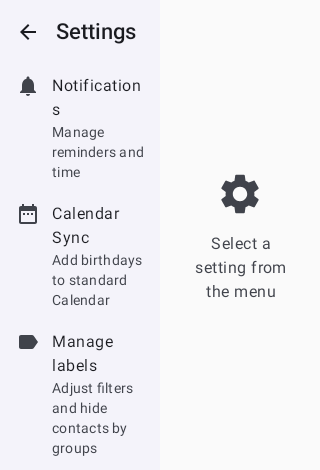 Settings
Notification
s
Manage
reminders and
time
Calendar
Sync
Add birthdays
to standard
Calendar
Manage
labels
Adjust filters
and hide
contacts by
groups
Select a
setting from
the menu